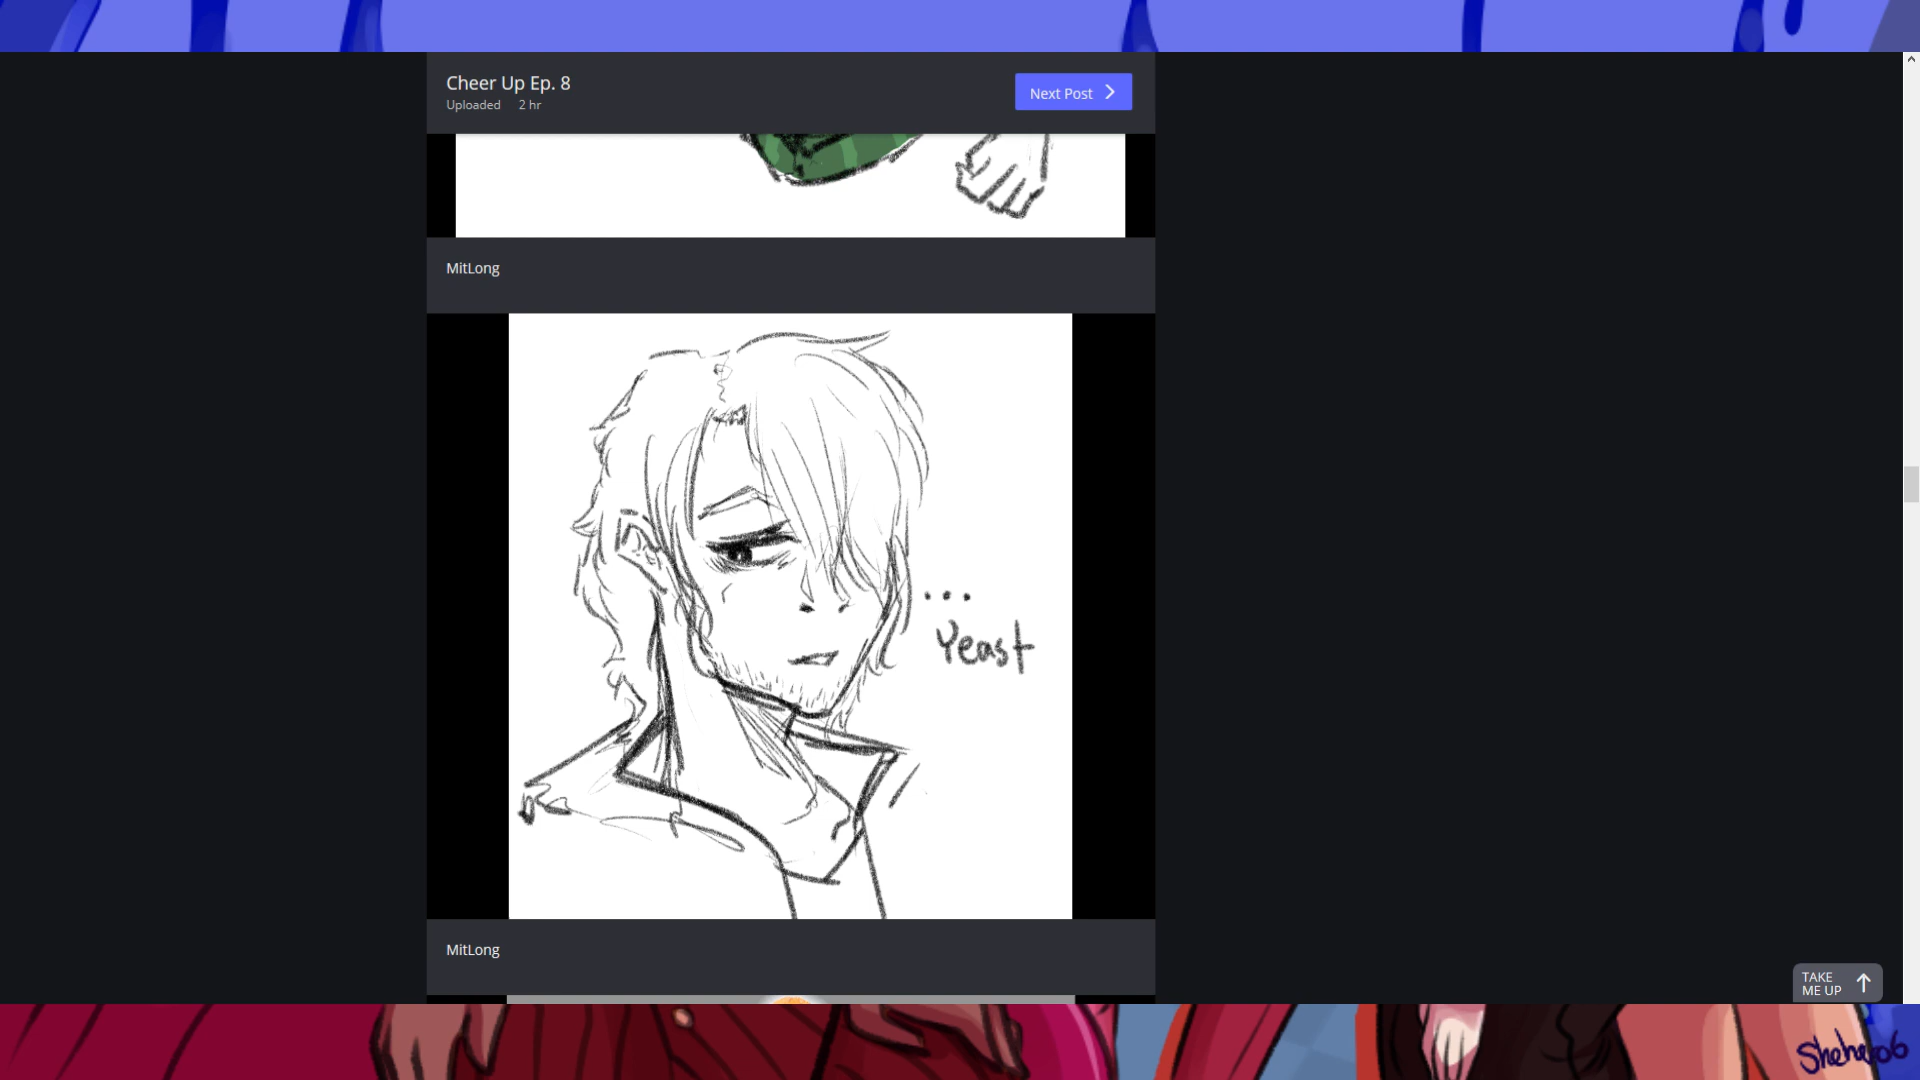 Cheer Up Ep. 8
Uploaded 2 hr
Next Post
MitLong
...
Yeast
MitLong
TAKE
ME UP